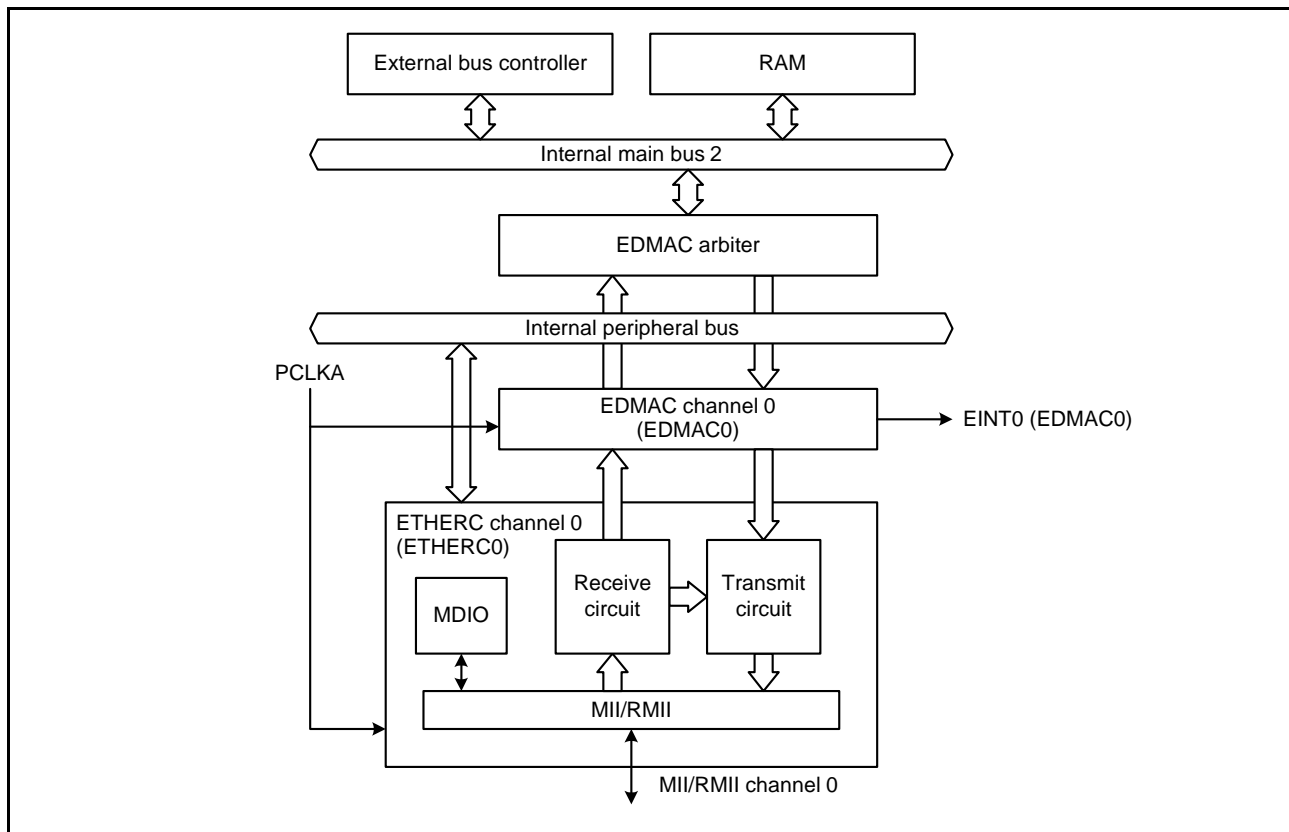 External bus controller
RAM
Internal main bus 2
EDMAC arbiter
Internal peripheral bus
PCLKA
EDMAC channel 0
(EDMAC0)
EINT0 (EDMAC0)
ETHERC channel 0
(ETHERC0)
MDIO
Receive
circuit
Transmit
circuit
MII/RMII
MII/RMII channel 0